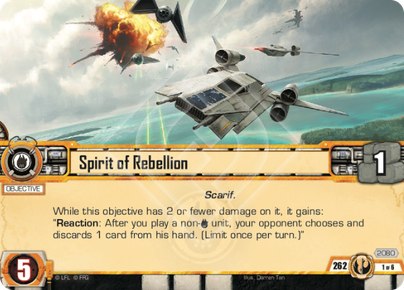 Spirit of Rebellion
1
OBJECTIVE
Scarif.
While this objective has 2 or fewer damage on it, it gains:
"Reaction: After you play a non- unit, your opponent chooses and
discards 1 card from his hand. (Limit once per turn.)"
2080
5
262
1 of 6
© LFL © FFG
Illus. Darren Tan